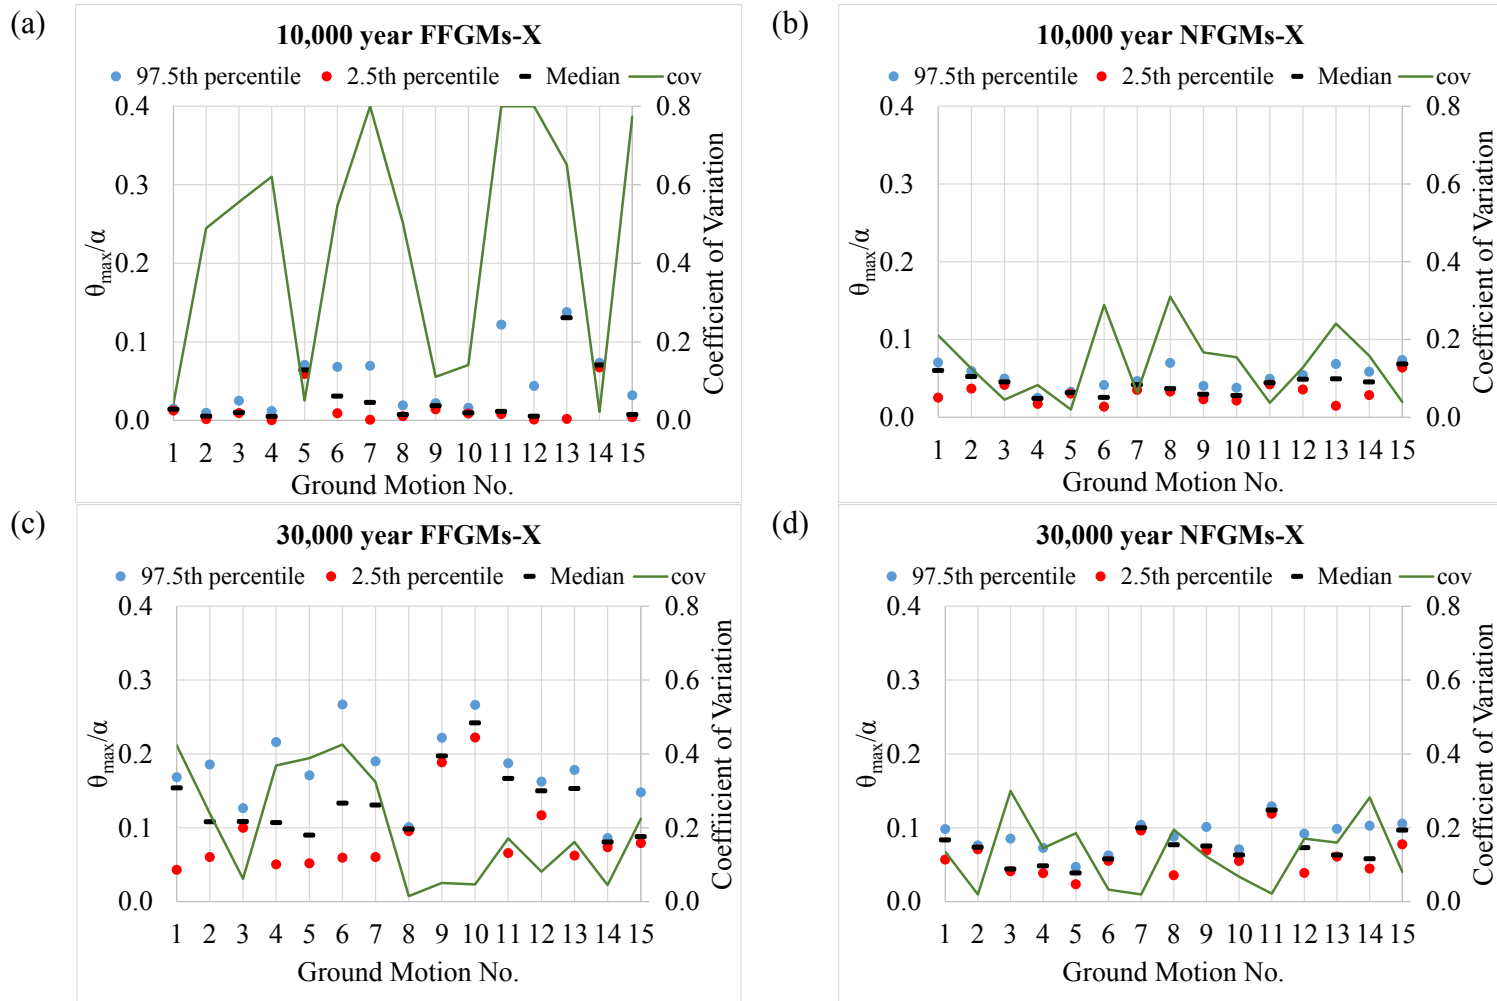 (a)
10,000 year FFGMs-X
97.5th percentile 2.5th percentile Median cov
0.4 0.8
0.3 0.6
0.2 0.4
0.1 0.2
0.0 0.0
θmax/α
Coefficient of Variation
1 2 3 4 5 6 7 8 9 10 11 12 13 14 15
Ground Motion No.
(b)
10,000 year NFGMs-X
97.5th percentile 2.5th percentile Median cov
0.4 0.8
0.3 0.6
0.2 0.4
0.1 0.2
0.0 0.0
θmax/α
Coefficient of Variation
1 2 3 4 5 6 7 8 9 10 11 12 13 14 15
Ground Motion No.
(c)
30,000 year FFGMs-X
97.5th percentile 2.5th percentile Median cov
0.4 0.8
0.3 0.6
0.2 0.4
0.1 0.2
0.0 0.0
θmax/α
Coeffiicient of Variation
1 2 3 4 5 6 7 8 9 10 11 12 13 14 15
Ground Motion No.
(d)
30,000 year NFGMs-X
97.5th percentile 2.5th percentile Median cov
0.4 0.8
0.3 0.6
0.2 0.4
0.1 0.2
0.0 0.0
θmax/α
Coefficient of Variation
1 2 3 4 5 6 7 8 9 10 11 12 13 14 15
Ground Motion No.